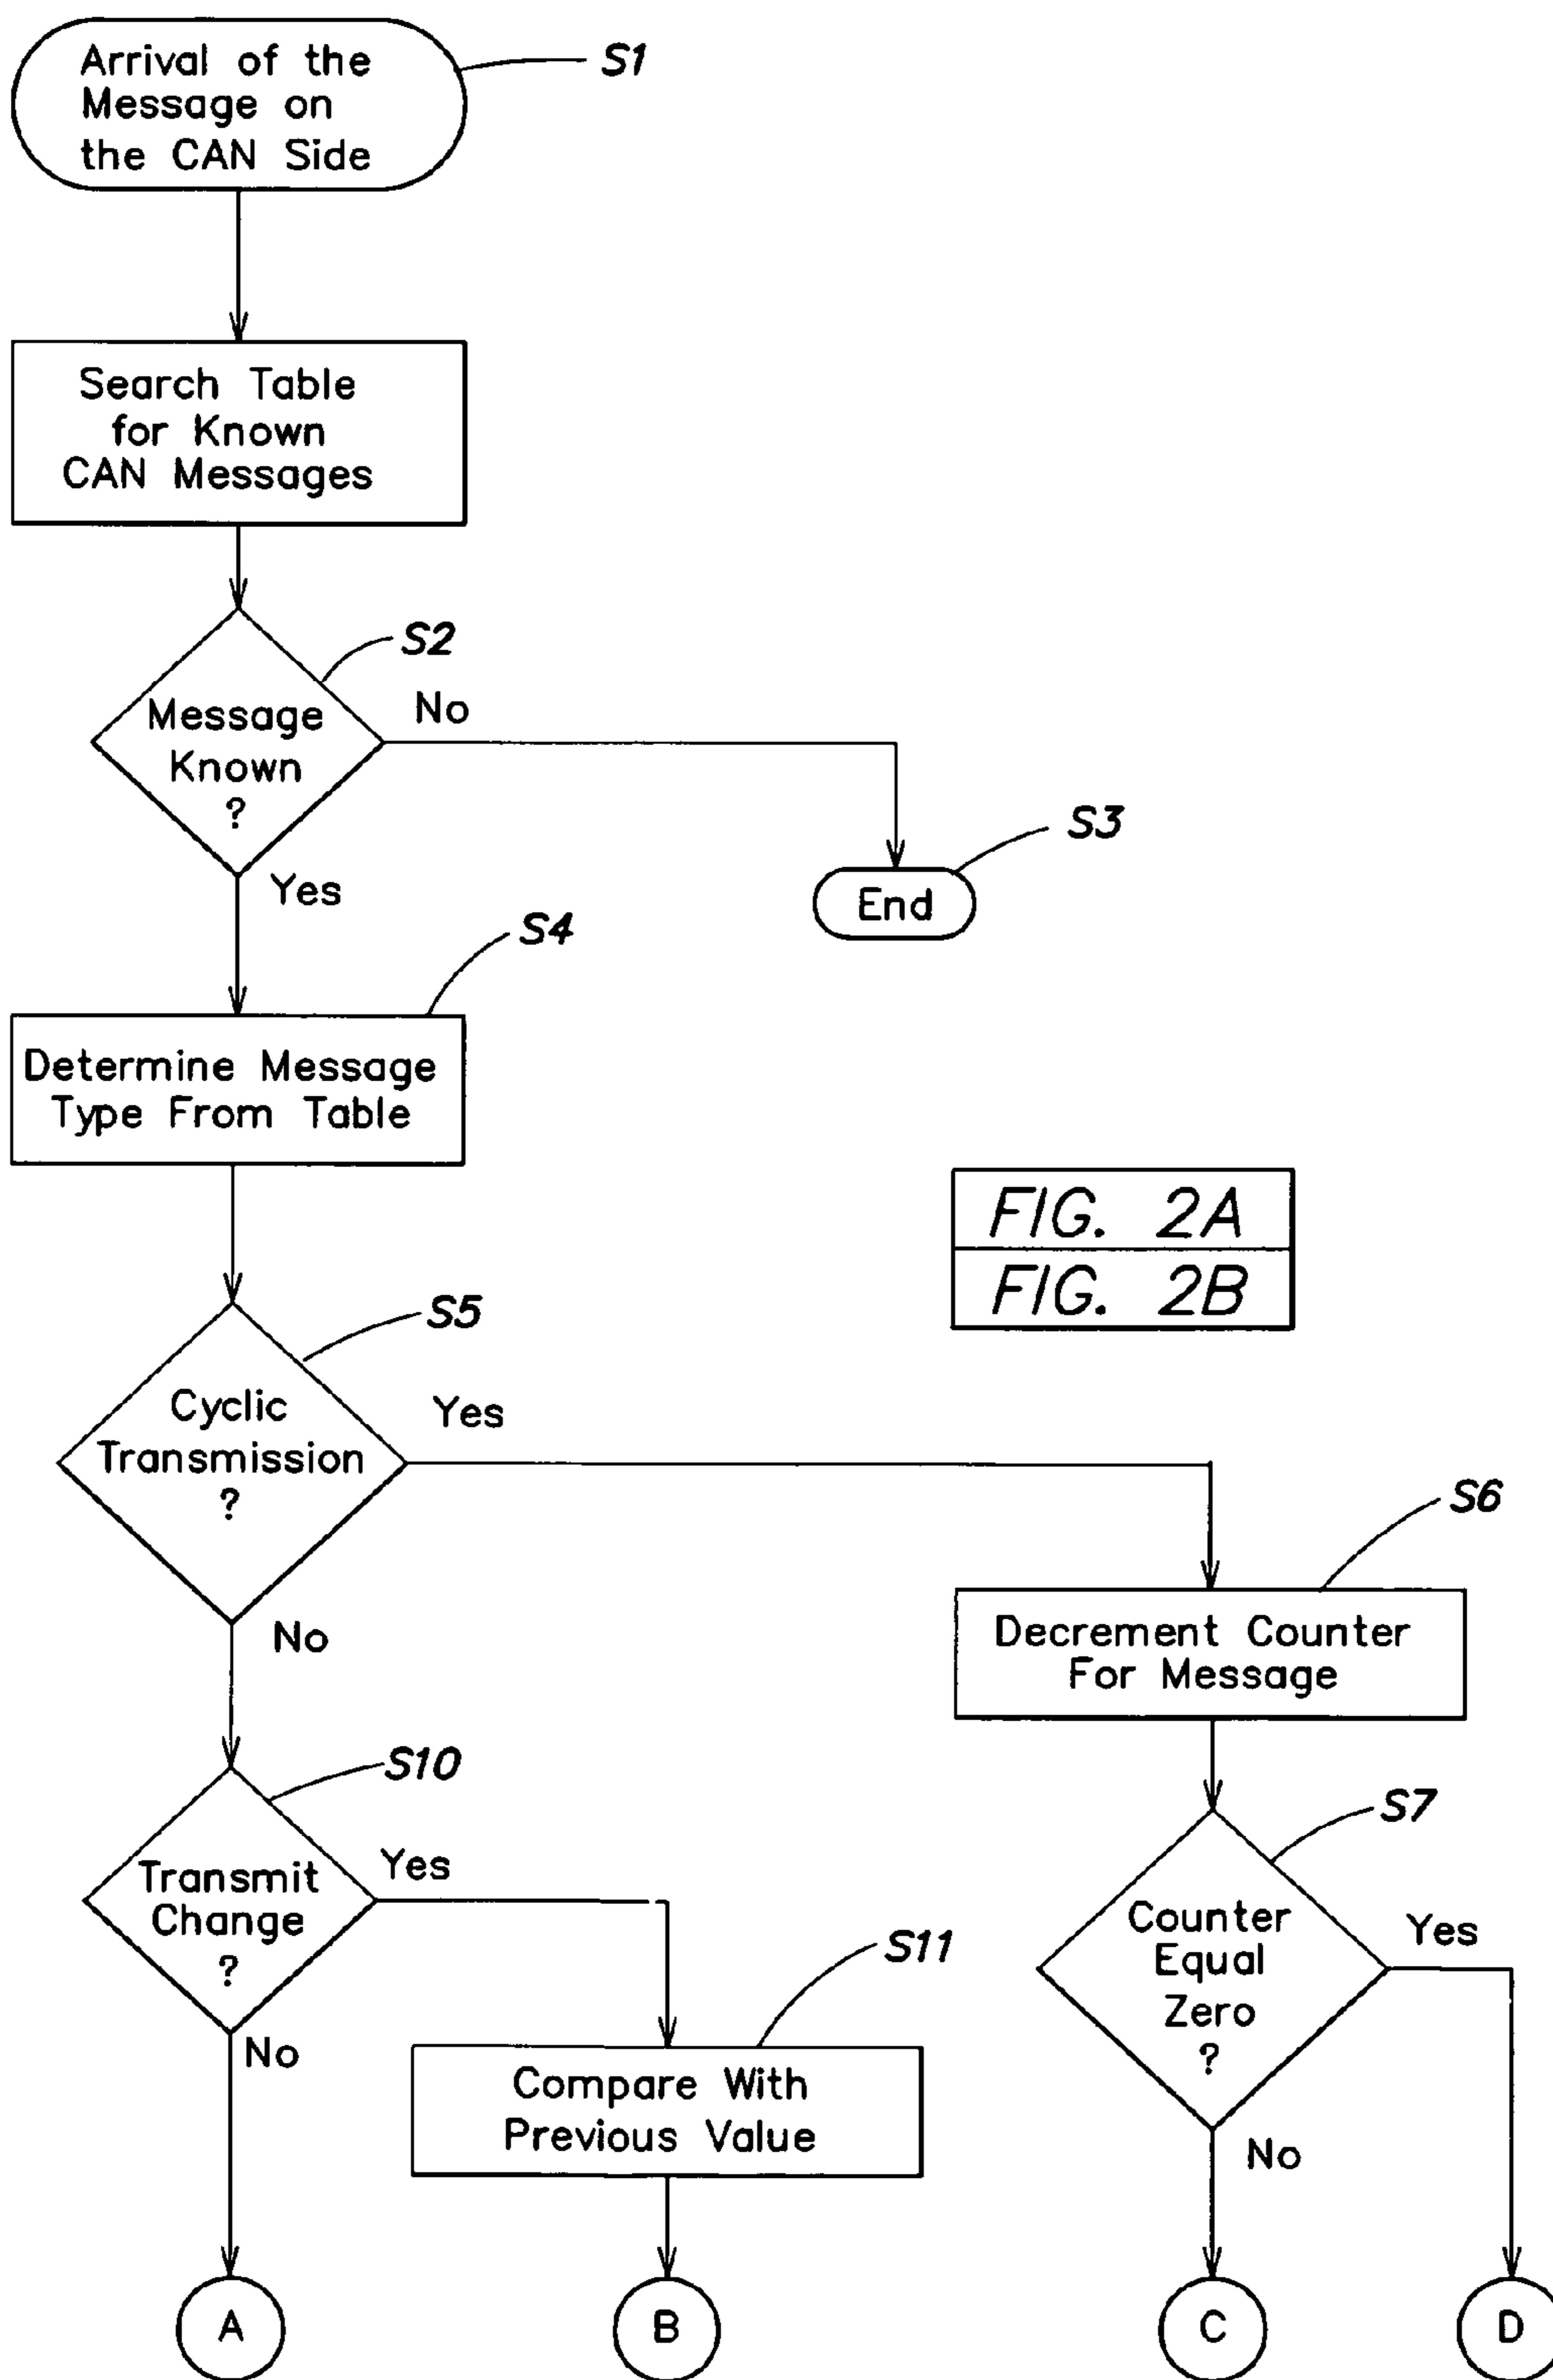 Arrival of the
Message on
the CAN Side
S1
Search Table
for Known
CAN Messages
S2
Message
Known
?
No
Yes
S3
End
S4
Determine Message
Type From Table
FIG. 2A
FIG. 2B
S5
Cyclic
Transmission
?
Yes
No
S6
Decrement Counter
For Message
S10
Transmit
Change
?
Yes
No
S11
Compare With
Previous Value
S7
Counter
Equal
Zero
?
Yes
No
A
B
C
D